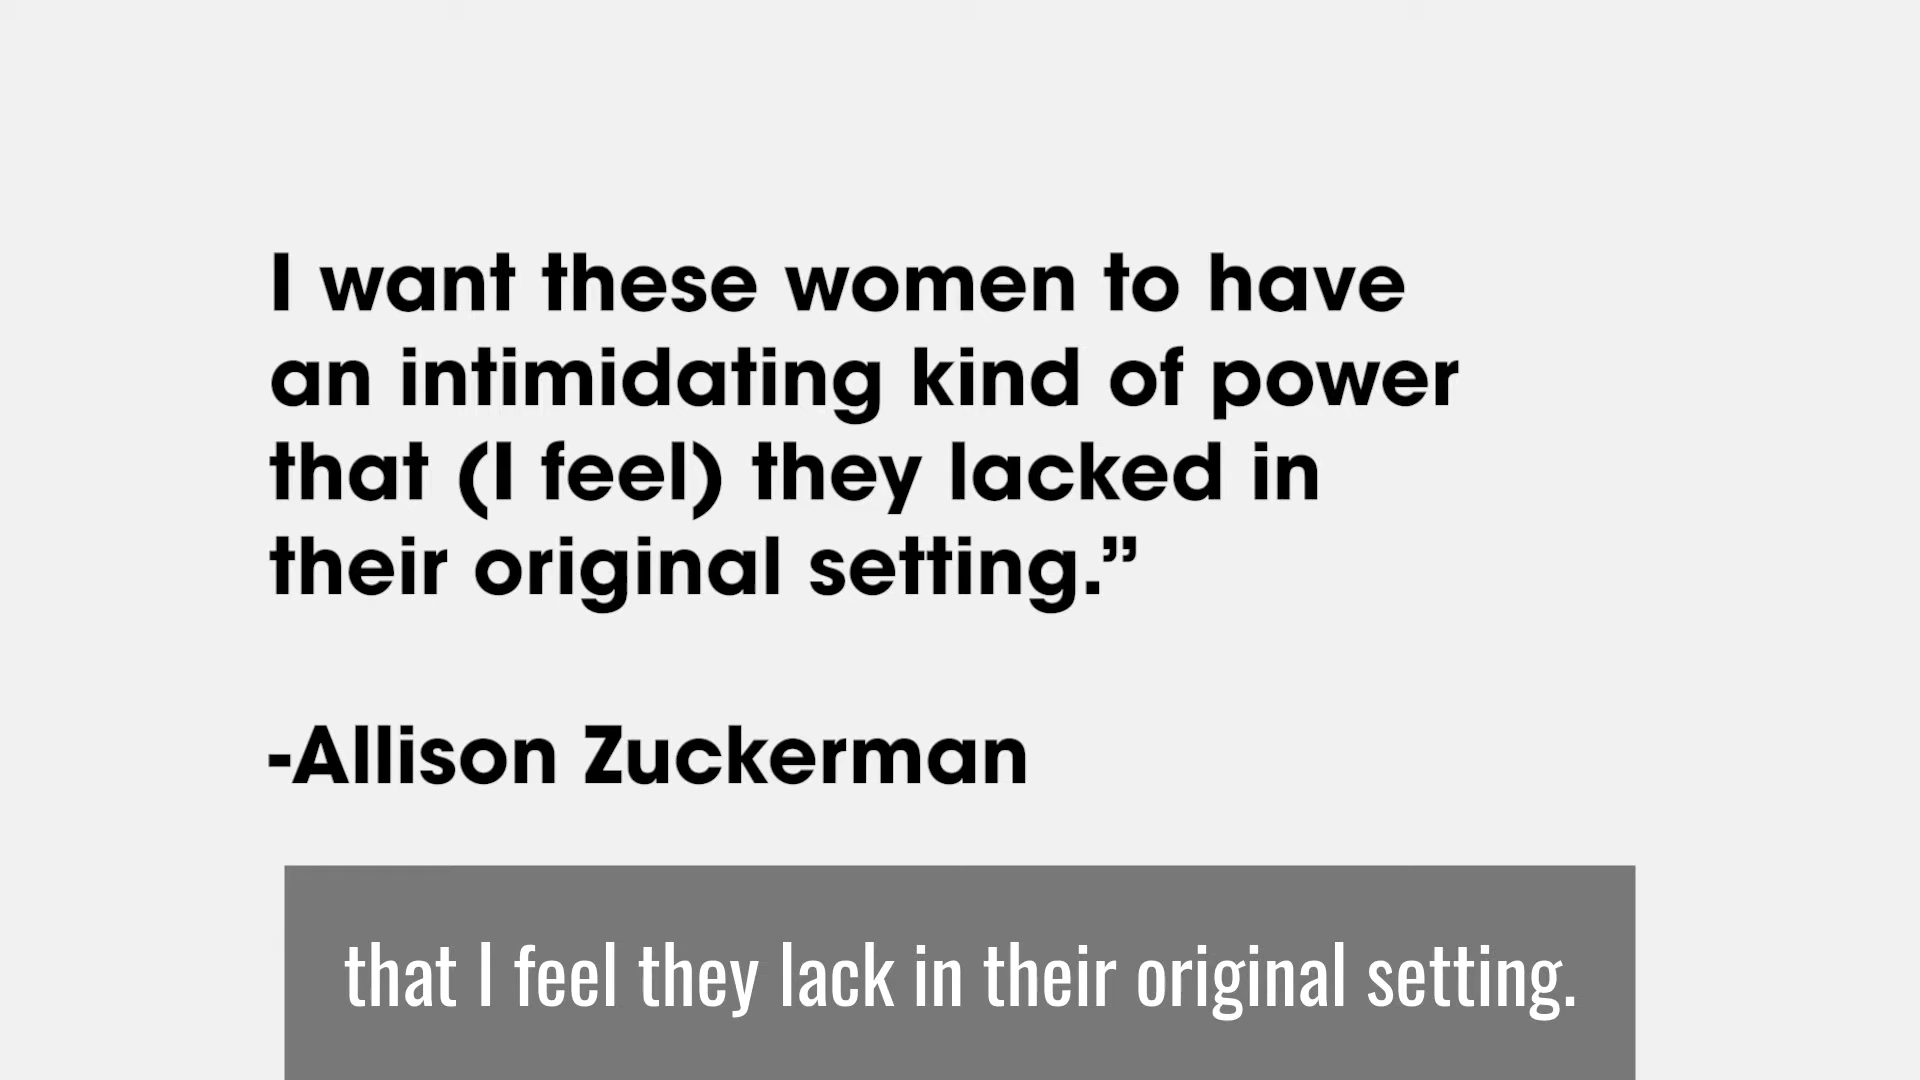 I want these women to have
an intimidating kind of power
that (I feel) they lacked in
their original setting.”
-Allison Zuckerman
that I feel they lack in their original setting.